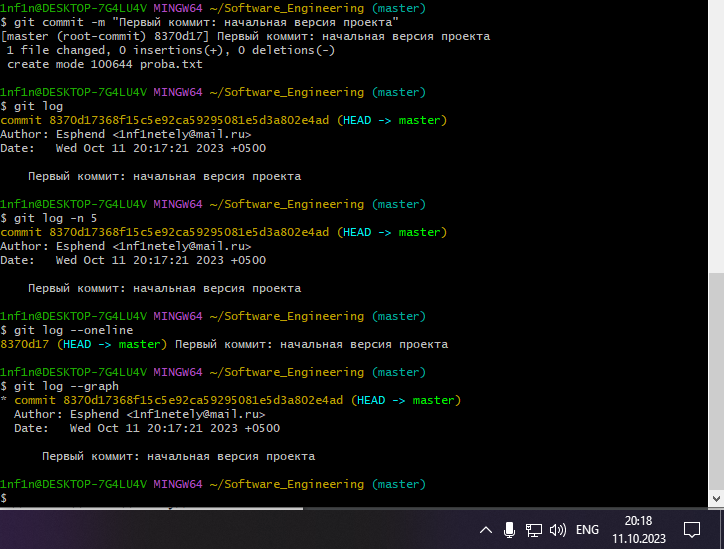 1nf1n@DESKTOP-7G4LU4V MINGW64 ~/Software_Engineering (master)
$ git commit -m "Первый коммит: начальная версия проекта"
[master (root-commit) 8370d17] Первый коммит: начальная версия проекта
1 file changed, 0 insertions(+), 0 deletions(-)
create mode 100644 proba.txt
1nf1n@DESKTOP-7G4LU4V MINGW64 ~/Software_Engineering (master)
$ git log
commit 8370d17368f15c5e92ca59295081e5d3a802e4ad (HEAD -> master)
Author: Esphend <1nf1netely@mail.ru>
Date:   Wed Oct 11 20:17:21 2023 +0500
Первый коммит: начальная версия проекта
1nf1n@DESKTOP-7G4LU4V MINGW64 ~/Software_Engineering (master)
$ git log -n 5
commit 8370d17368f15c5e92ca59295081e5d3a802e4ad (HEAD -> master)
Author: Esphend <1nf1netely@mail.ru>
Date:   Wed Oct 11 20:17:21 2023 +0500
Первый коммит: начальная версия проекта
1nf1n@DESKTOP-7G4LU4V MINGW64 ~/Software_Engineering (master)
$ git log --oneline
8370d17 (HEAD -> master) Первый коммит: начальная версия проекта
1nf1n@DESKTOP-7G4LU4V MINGW64 ~/Software_Engineering (master)
$ git log --graph
* commit 8370d17368f15c5e92ca59295081e5d3a802e4ad (HEAD -> master)
Author: Esphend <1nf1netely@mail.ru>
Date:   Wed Oct 11 20:17:21 2023 +0500
Первый коммит: начальная версия проекта
1nf1n@DESKTOP-7G4LU4V MINGW64 ~/Software_Engineering (master)
$
ENG
20:18
11.10.2023